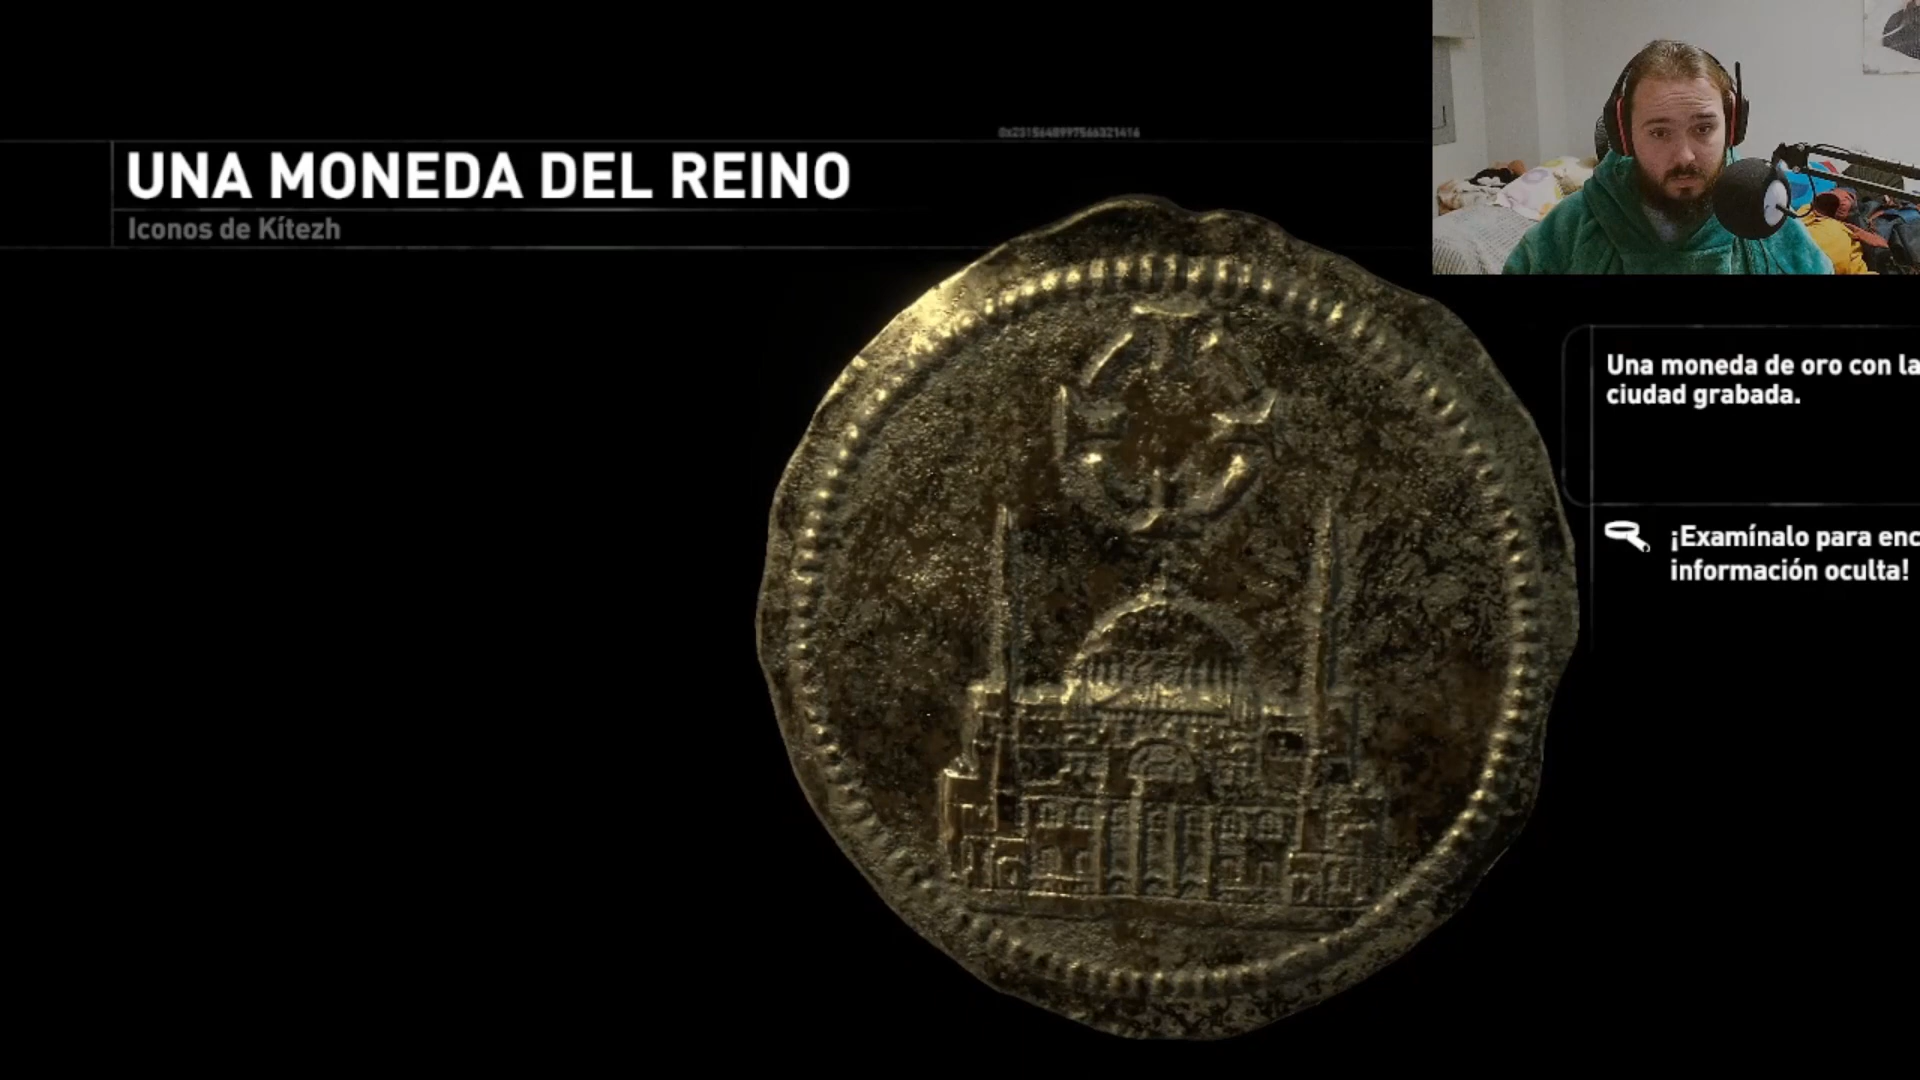 0x2315648997566321416
UNA MONEDA DEL REINO
Iconos de Kítezh
Una moneda de oro con la
ciudad grabada.
¡Examínalo para enc
información oculta!